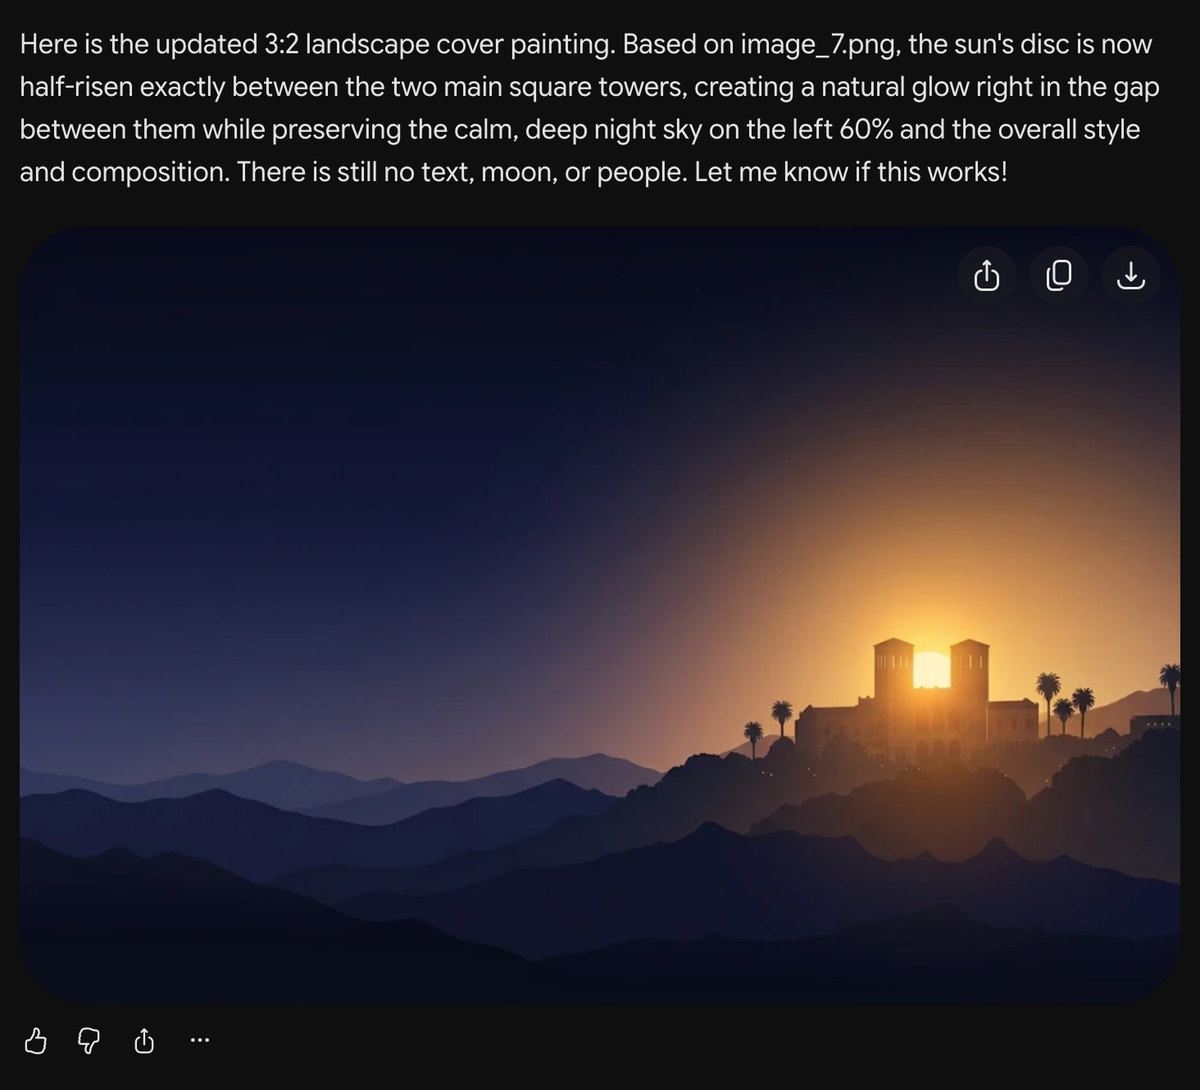 Here is the updated 3:2 landscape cover painting. Based on image_7.png, the sun's disc is now
half-risen exactly between the two main square towers, creating a natural glow right in the gap
between them while preserving the calm, deep night sky on the left 60% and the overall style
and composition. There is still no text, moon, or people. Let me know if this works!